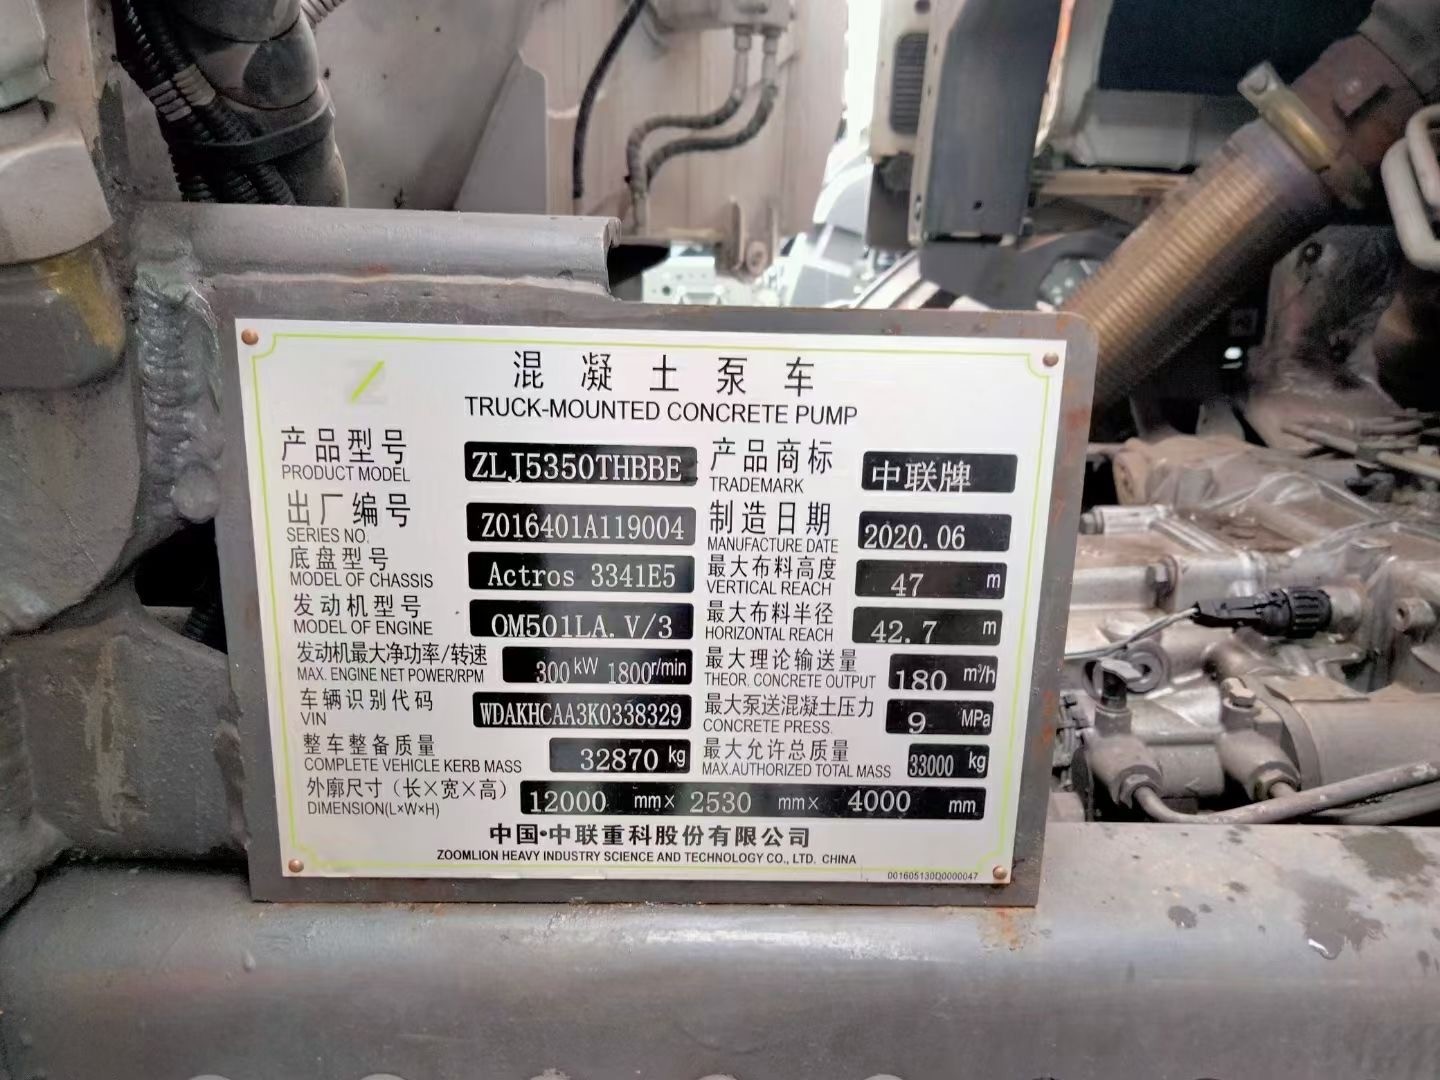 混凝土泵车
TRUCK-MOUNTED CONCRETE PUMP
产品型号 ZLJ5350THBBE 产品商标 中联牌
PRODUCT MODEL TRADEMARK
出厂编号 Z016401A119004 制造日期 2020.06
SERIES NO. MANUFACTURE DATE
底盘型号 Actros 3341E5 最大布料高度 47 m
MODEL OF CHASSIS VERTICAL REACH
发动机型号 OM501LA.V/3 最大布料半径 42.7 m
MODEL OF ENGINE HORIZONTAL REACH
发动机最大净功率/转速 300 kW 1800r/min 最大理论输送量 180 m³/h
MAX. ENGINE NET POWER/RPM THEOR. CONCRETE OUTPUT
车辆识别代码 WDAKHCAA3K0338329 最大泵送混凝土压力 9 MPa
VIN CONCRETE PRESS.
整车整备质量 32870 kg 最大允许总质量 33000 kg
COMPLETE VEHICLE KERB MASS MAX.AUTHORIZED TOTAL MASS
外廓尺寸（长×宽×高） 12000 mm× 2530 mm× 4000 mm
DIMENSION(L×W×H)
中国·中联重科股份有限公司
ZOOMLION HEAVY INDUSTRY SCIENCE AND TECHNOLOGY CO., LTD. CHINA
001605130D0000047